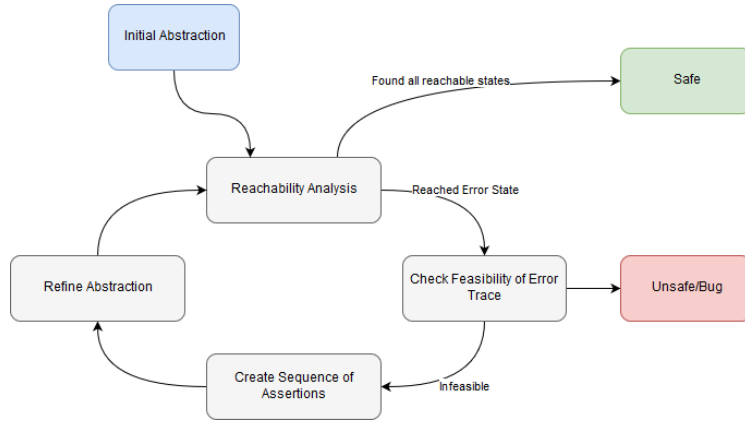 Initial Abstraction
Found all reachable states
Safe
Reachability Analysis
Reached Error State
Refine Abstraction
Check Feasibility of Error
Trace
Unsafe/Bug
Create Sequence of
Assertions
Infeasible